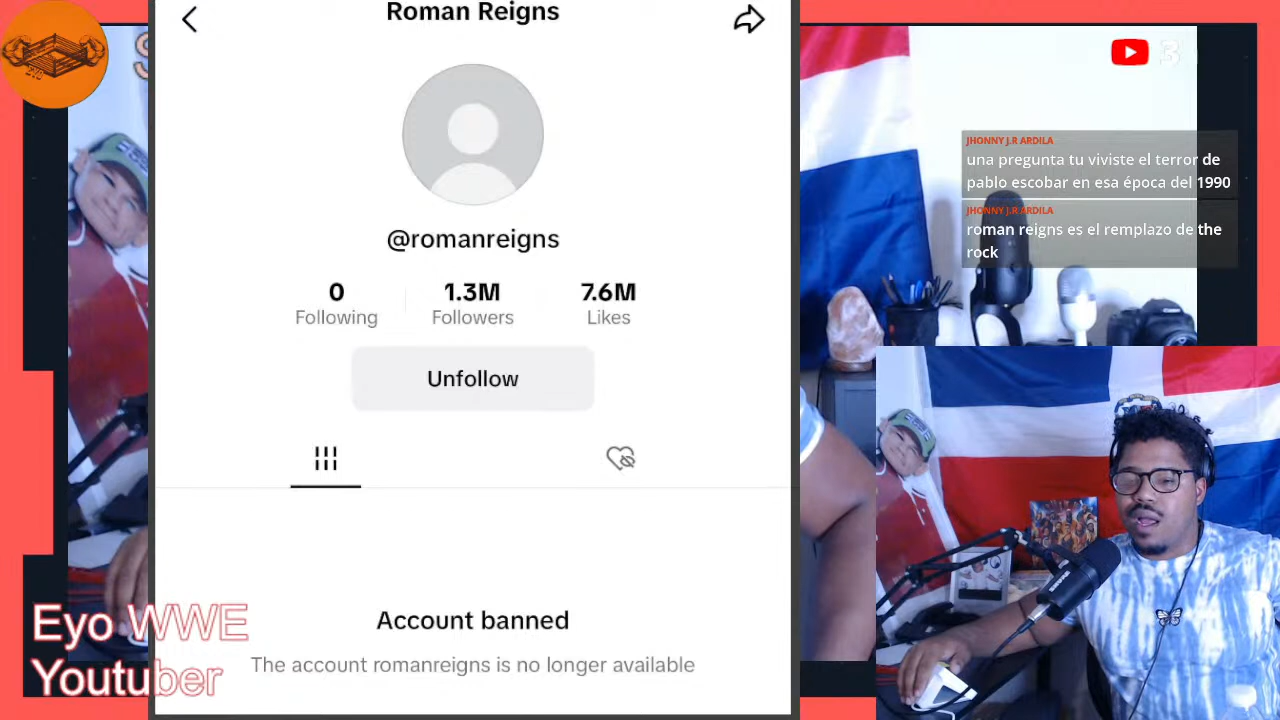 Roman Reigns
@romanreigns
0
Following
1.3M
Followers
7.6M
Likes
Unfollow
Account banned
The account romanreigns is no longer available
3
JHONNY J.R ARDILA
una pregunta tu viviste el terror de
pablo escobar en esa época del 1990
JHONNY J.R ARDILA
roman reigns es el remplazo de the
rock
Eyo WWE
Youtuber